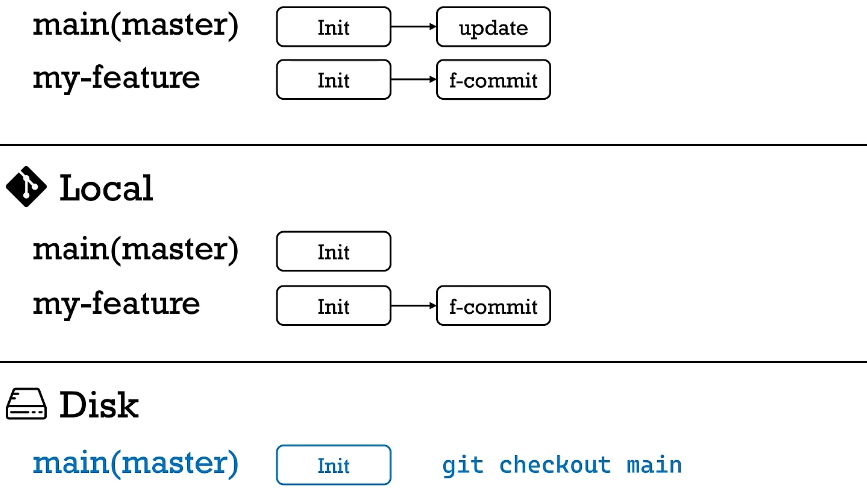 main(master) Init update
my-feature Init f-commit
Local
main(master) Init
my-feature Init f-commit
Disk
main(master) Init git checkout main